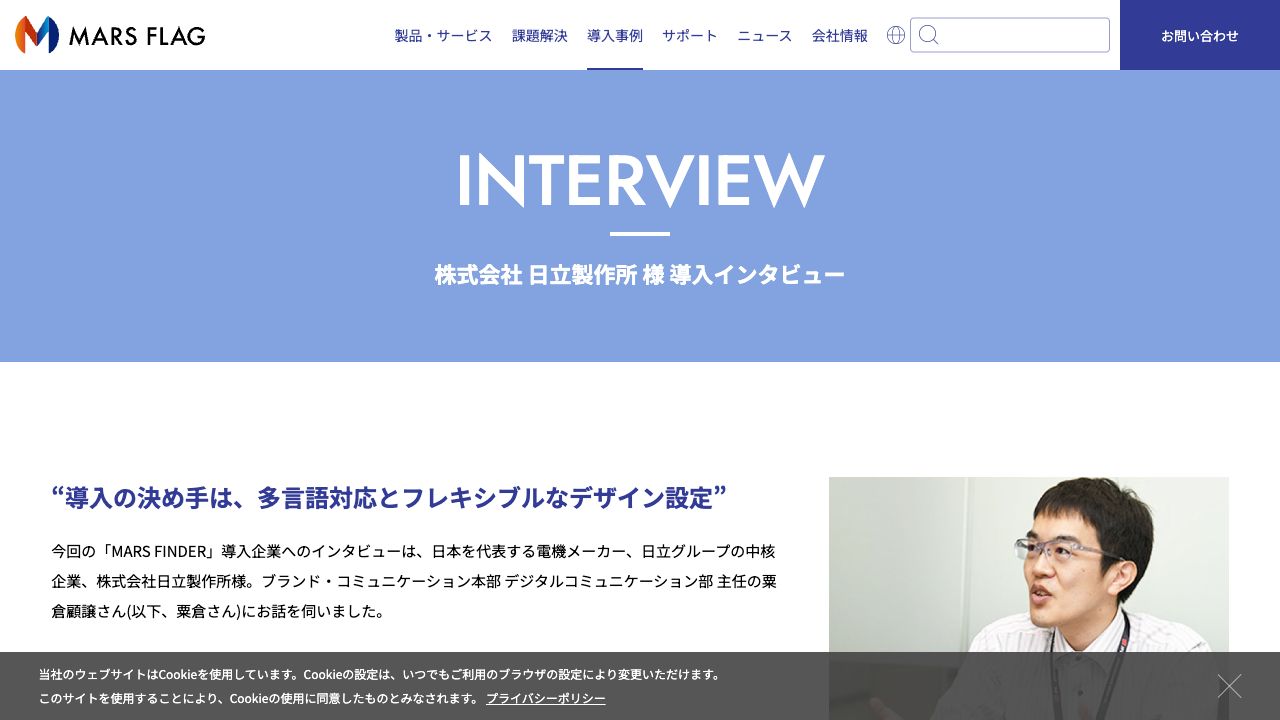 MARS FLAG
製品・サービス 課題解決 導入事例 サポート ニュース 会社情報 お問い合わせ
INTERVIEW
株式会社 日立製作所 様 導入インタビュー
“導入の決め手は、多言語対応とフレキシブルなデザイン設定”
今回の「MARS FINDER」導入企業へのインタビューは、日本を代表する電機メーカー、日立グループの中核
企業、株式会社日立製作所様。ブランド・コミュニケーション本部 デジタルコミュニケーション部 主任の粟
倉顧譲さん(以下、粟倉さん)にお話を伺いました。
当社のウェブサイトはCookieを使用しています。Cookieの設定は、いつでもご利用のブラウザの設定により変更いただけます。
このサイトを使用することにより、Cookieの使用に同意したものとみなされます。 プライバシーポリシー